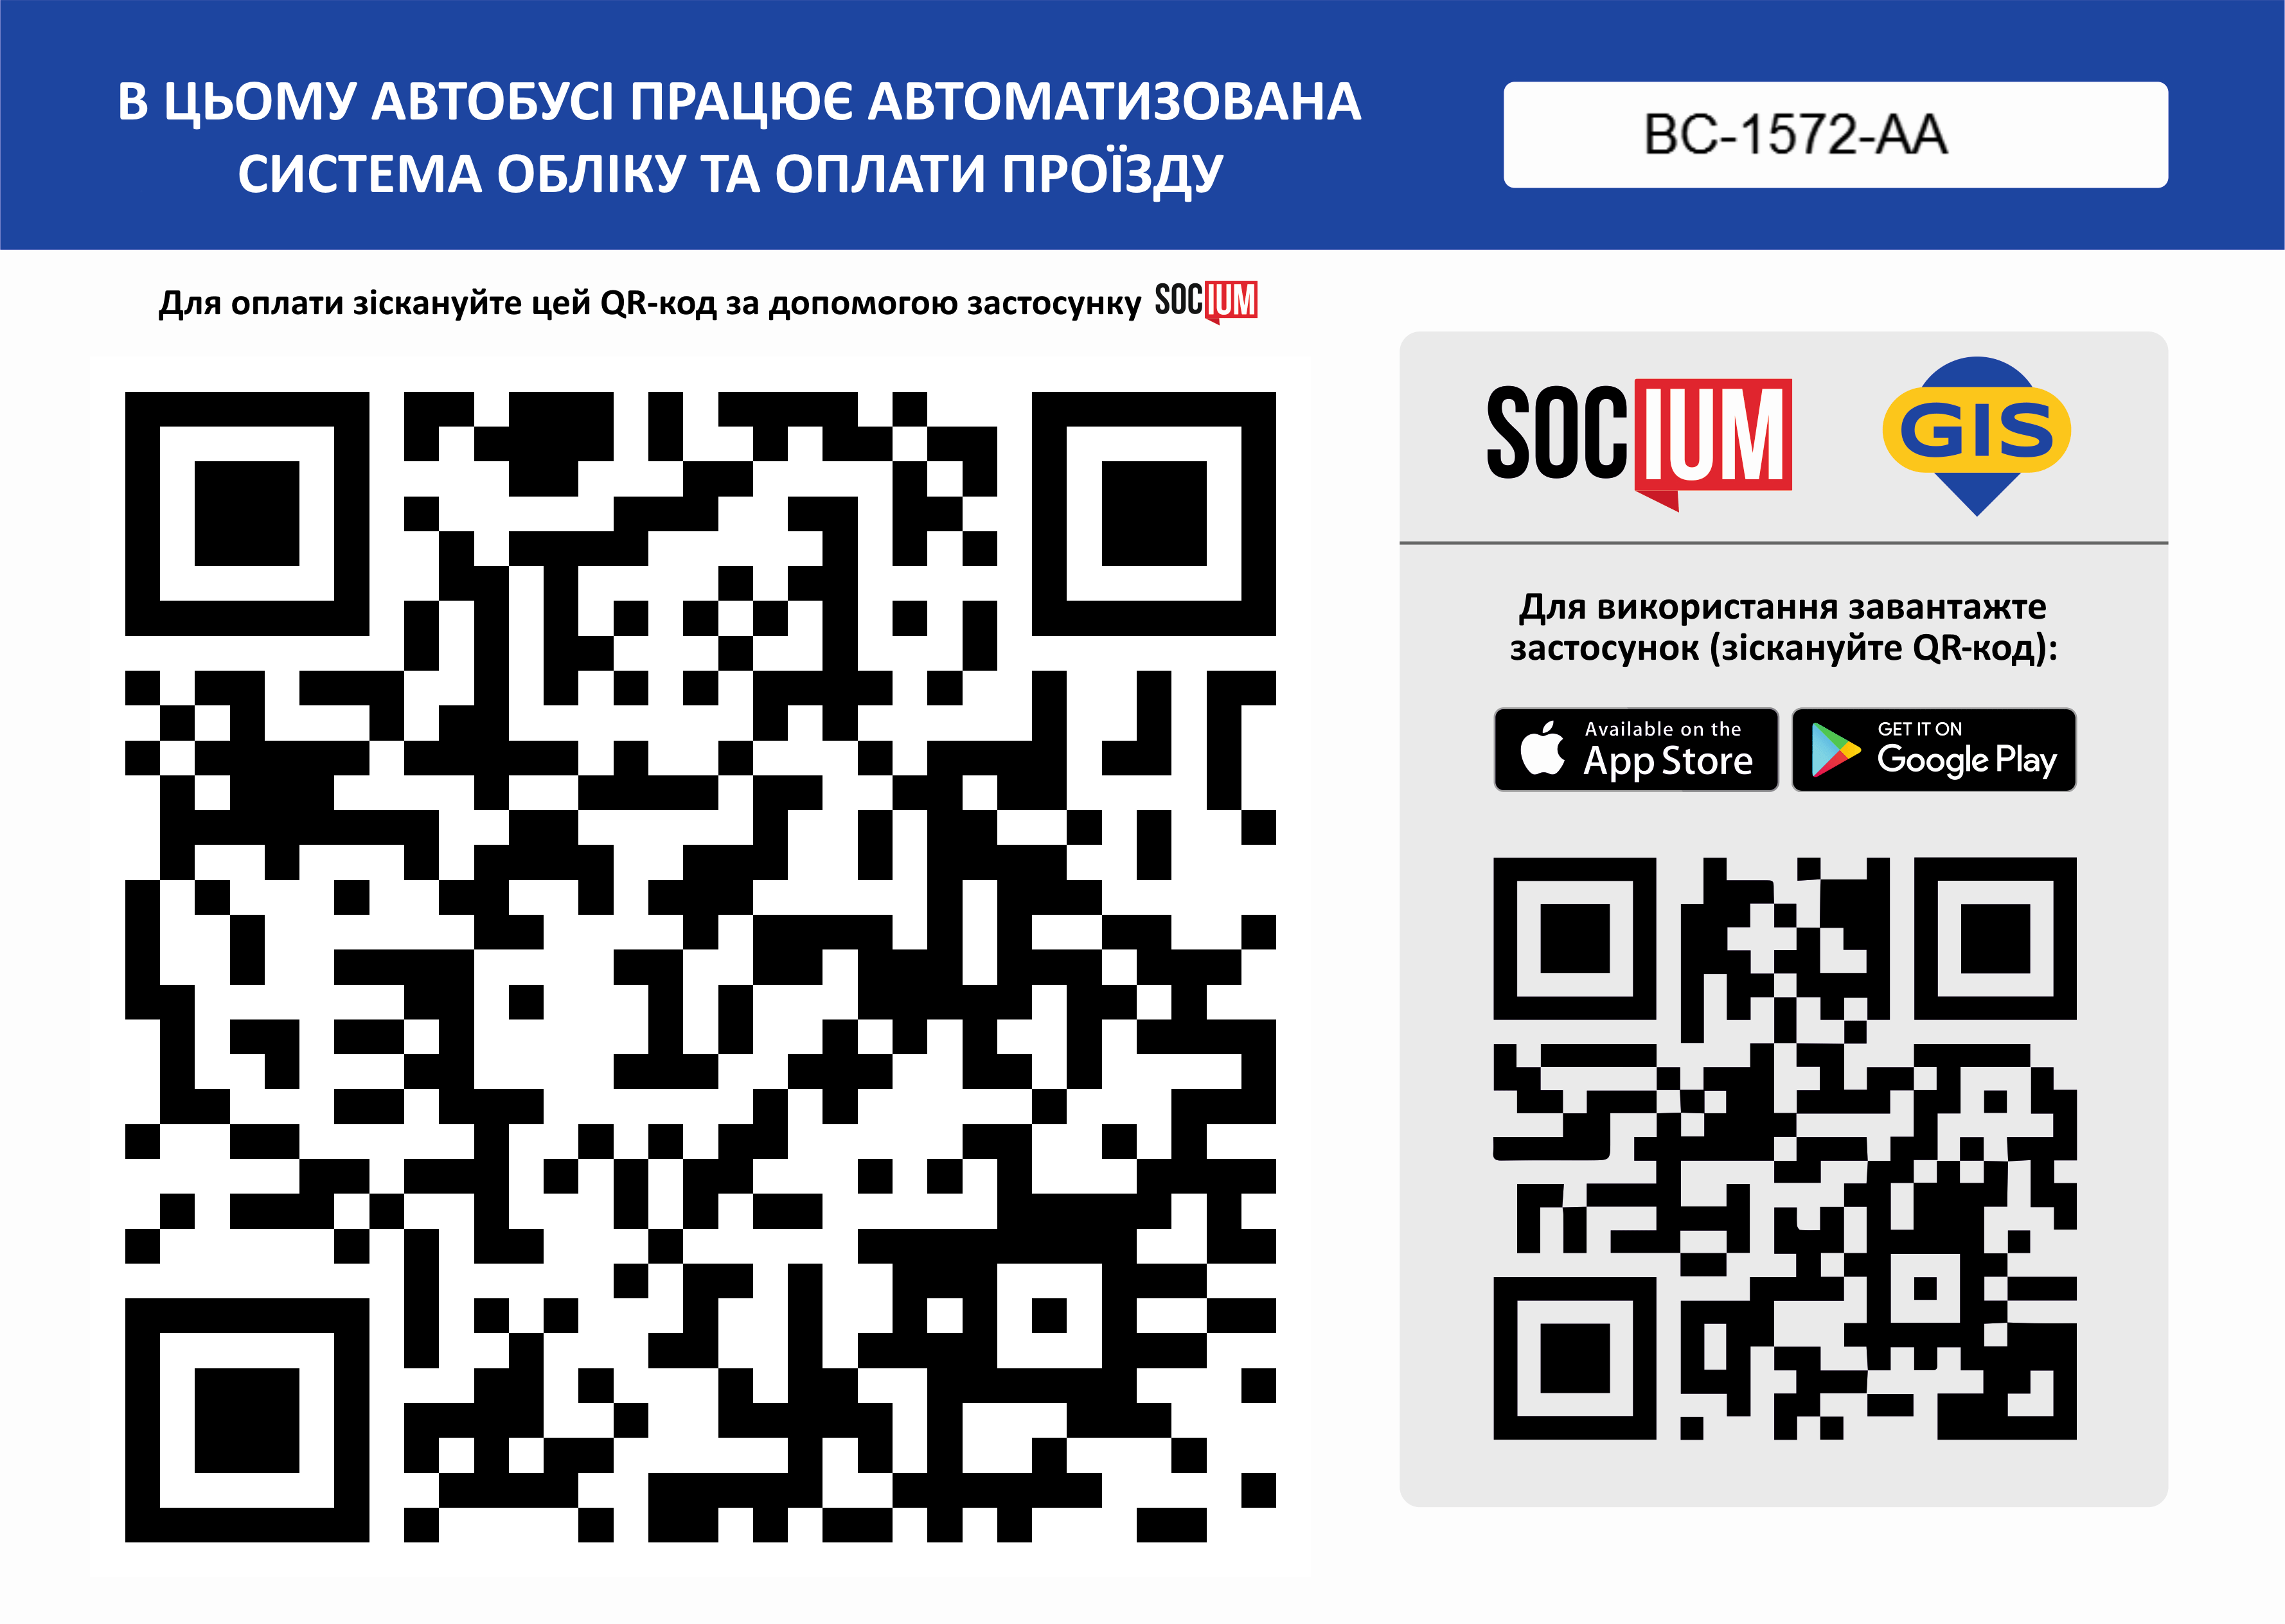 В ЦЬОМУ АВТОБУСІ ПРАЦЮЄ АВТОМАТИЗОВАНА
СИСТЕМА ОБЛІКУ ТА ОПЛАТИ ПРОЇЗДУ
BC-1572-AA
Для оплати зіскануйте цей QR-код за допомогою застосунку SOCIUM
SOCIUM
GIS
Для використання завантажте
застосунок (зіскануйте QR-код):
Available on the
App Store
GET IT ON
Google Play